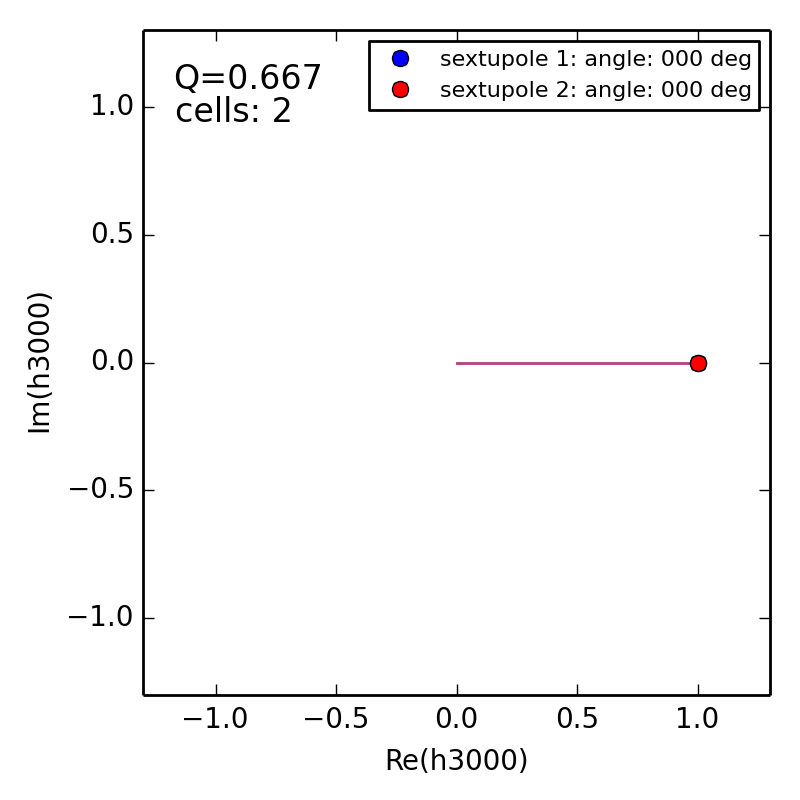 Q=0.667
cells: 2
sextupole 1: angle: 000 deg
sextupole 2: angle: 000 deg
1.0
0.5
0.0
−0.5
−1.0
Im(h3000)
−1.0 −0.5 0.0 0.5 1.0
Re(h3000)